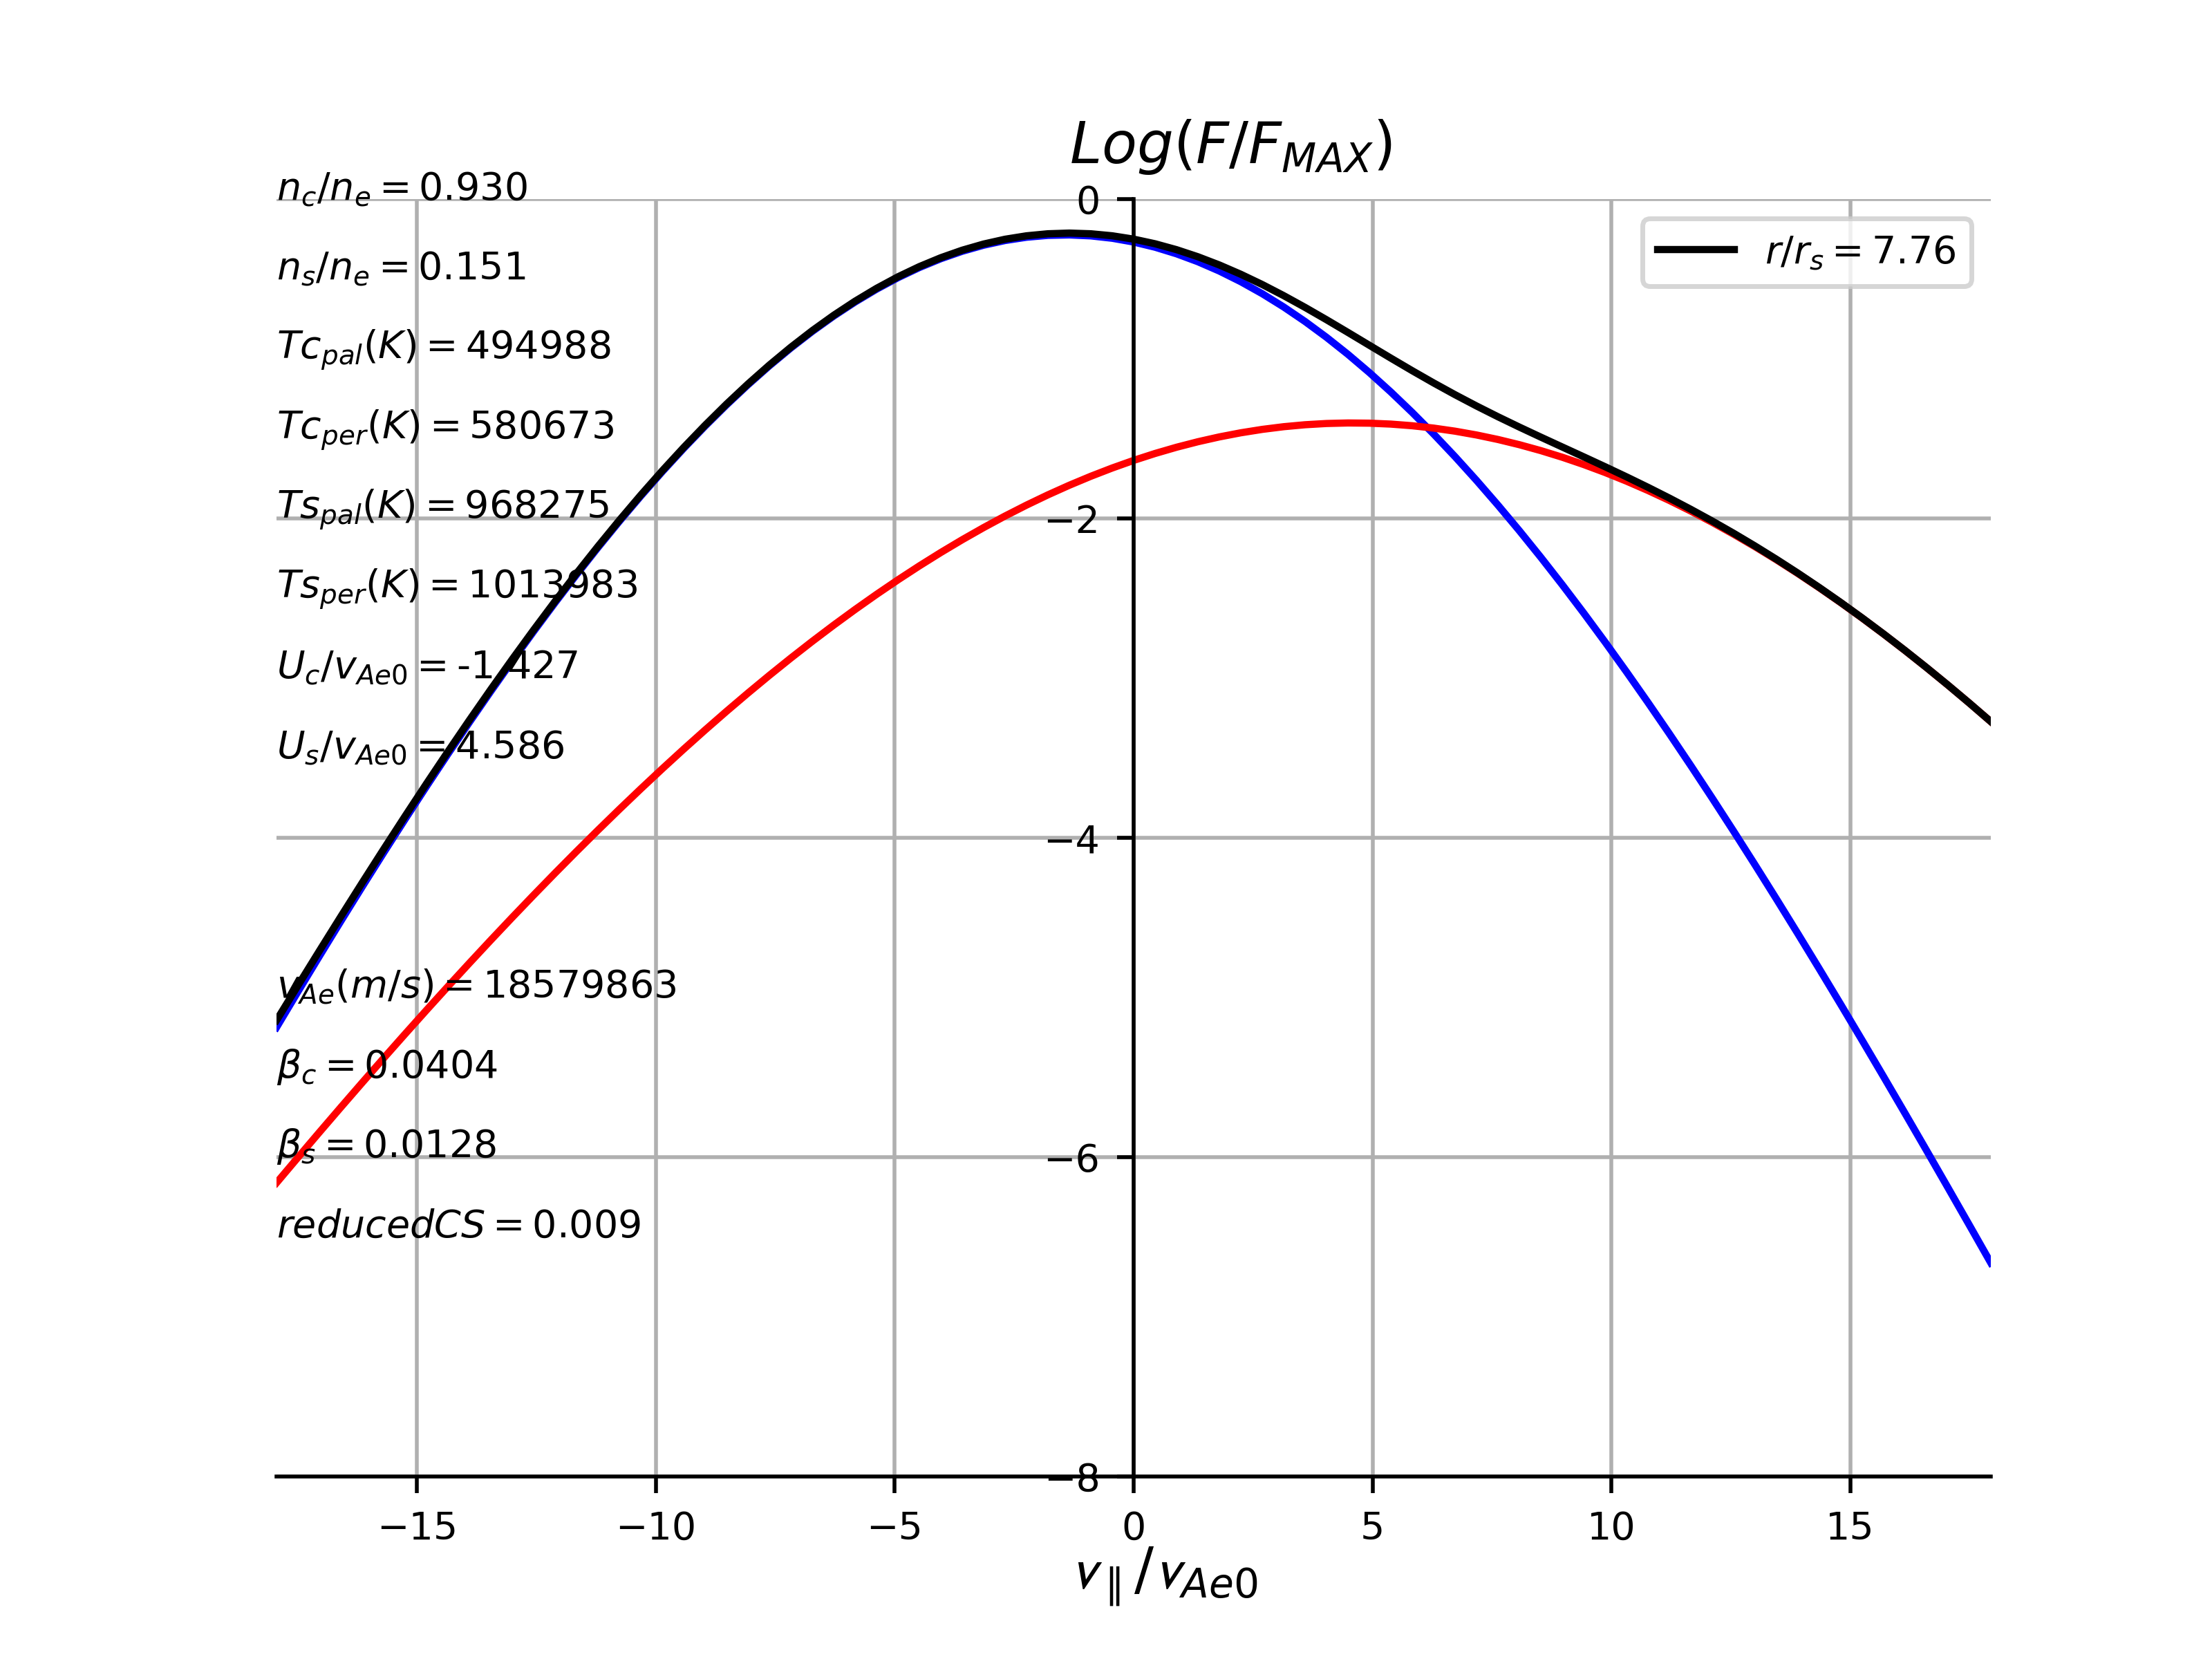 Log(F/F_MAX)
n_c/n_e = 0.930
0
r/r_s = 7.76
n_s/n_e = 0.151
Tc_pal(K) = 494988
Tc_per(K) = 580673
Ts_pal(K) = 968275
−2
Ts_per(K) = 1013983
U_c/v_Ae0 = -1.427
U_s/v_Ae0 = 4.586
−4
v_Ae(m/s) = 18579863
β_c = 0.0404
β_s = 0.0128
−6
reducedCS = 0.009
−8
−15 −10 −5 0 5 10 15
v_∥/v_Ae0